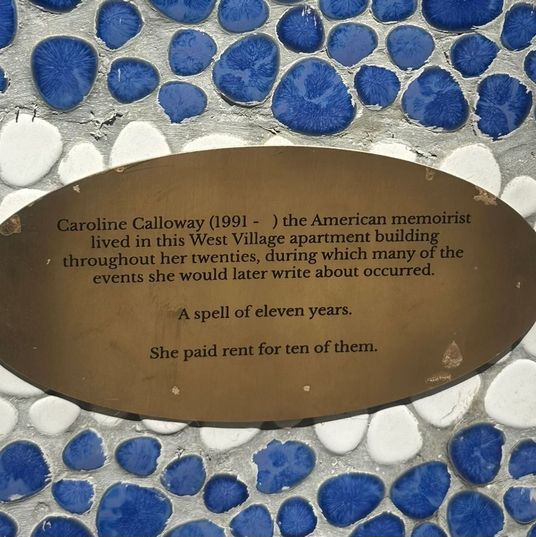 Caroline Calloway (1991 -   ) the American memoirist
lived in this West Village apartment building
throughout her twenties, during which many of the
events she would later write about occurred.
A spell of eleven years.
She paid rent for ten of them.